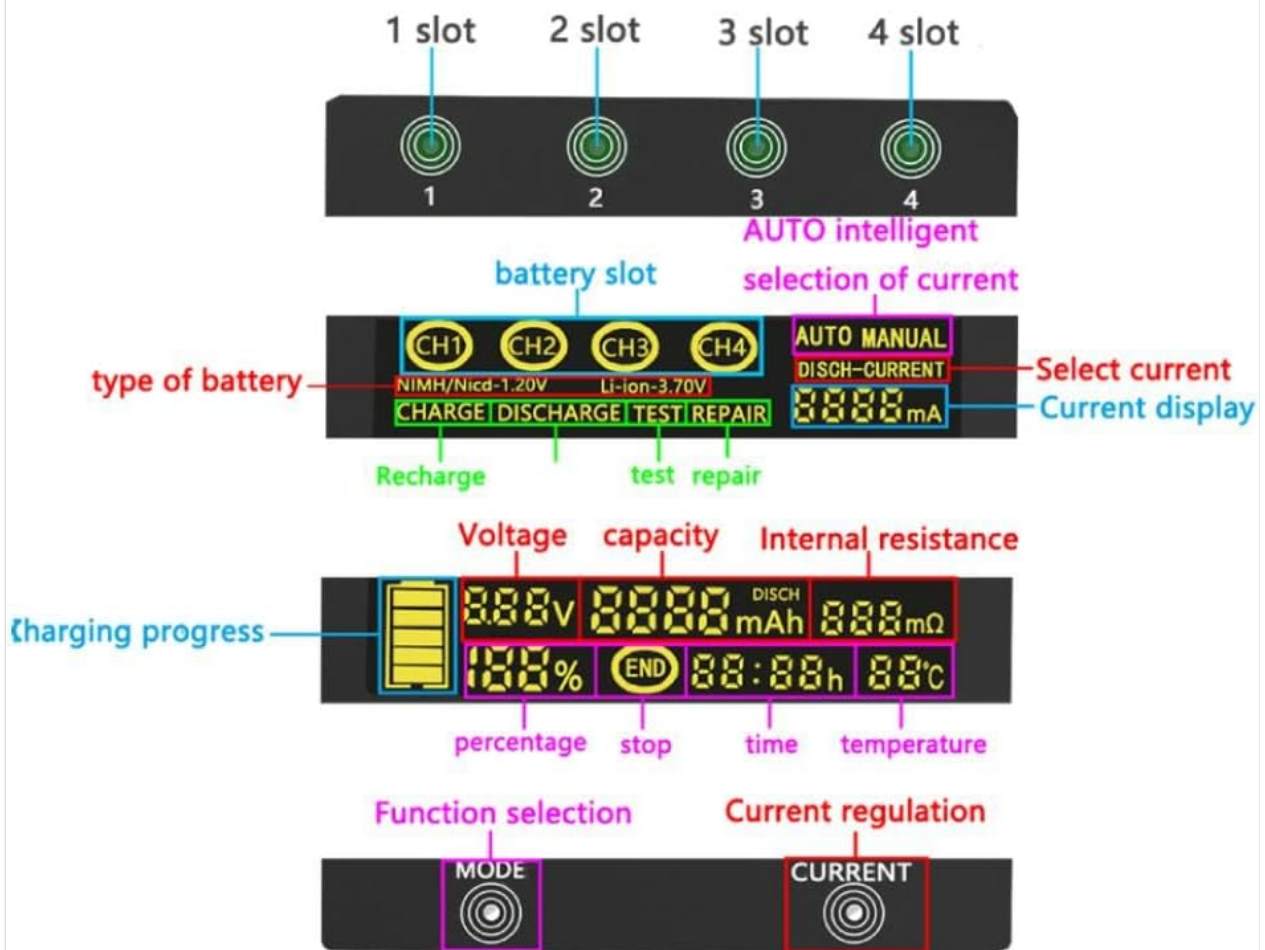 1 slot 2 slot 3 slot 4 slot
1 2 3 4
AUTO intelligent
selection of current
battery slot
CH1 CH2 CH3 CH4 AUTO MANUAL
type of battery NIMH/Nicd-1.20V Li-ion-3.70V DISCH-CURRENT Select current
CHARGE DISCHARGE TEST REPAIR 8888mA Current display
Recharge test repair
Voltage capacity Internal resistance
8.88V 8888 DISCH mAh 888mΩ
Charging progress
188% END 88:88h 88°C
percentage stop time temperature
Function selection Current regulation
MODE CURRENT